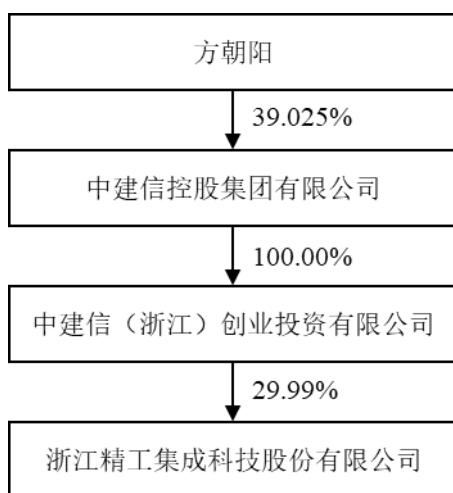 方朝阳
39.025%
中建信控股集团有限公司
100.00%
中建信（浙江）创业投资有限公司
29.99%
浙江精工集成科技股份有限公司